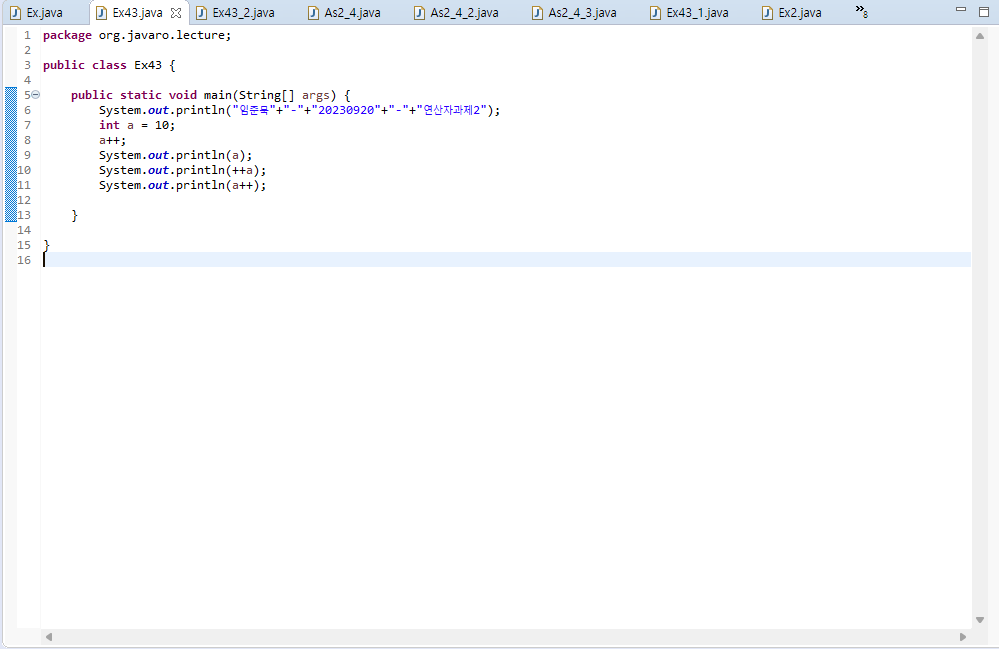 Ex.java Ex43.java Ex43_2.java As2_4.java As2_4_2.java As2_4_3.java Ex43_1.java Ex2.java »8
1 package org.javaro.lecture;
2
3 public class Ex43 {
4
5 public static void main(String[] args) {
6 System.out.println("임준묵"+"-"+"20230920"+"-"+"연산자과제2");
7 int a = 10;
8 a++;
9 System.out.println(a);
10 System.out.println(++a);
11 System.out.println(a++);
12
13 }
14
15 }
16